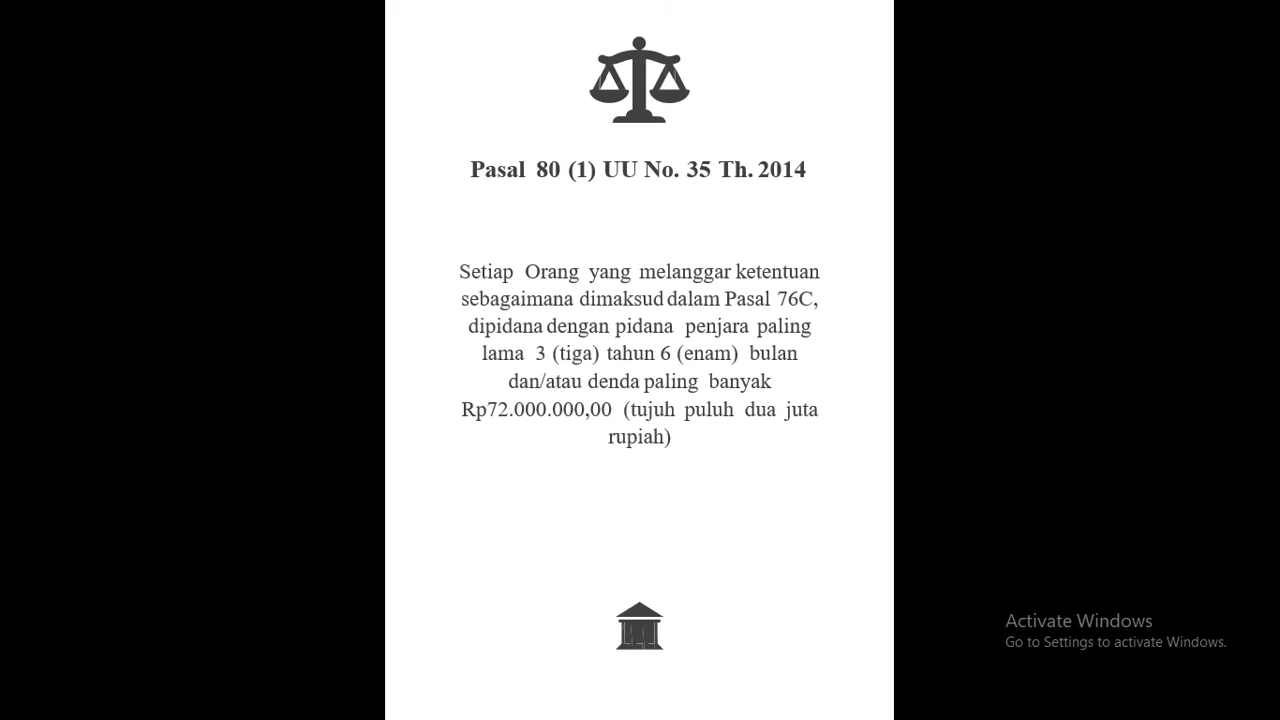 Pasal 80 (1) UU No. 35 Th. 2014
Setiap Orang yang melanggar ketentuan
sebagaimana dimaksud dalam Pasal 76C,
dipidana dengan pidana penjara paling
lama 3 (tiga) tahun 6 (enam) bulan
dan/atau denda paling banyak
Rp72.000.000,00 (tujuh puluh dua juta
rupiah)
Activate Windows
Go to Settings to activate Windows.